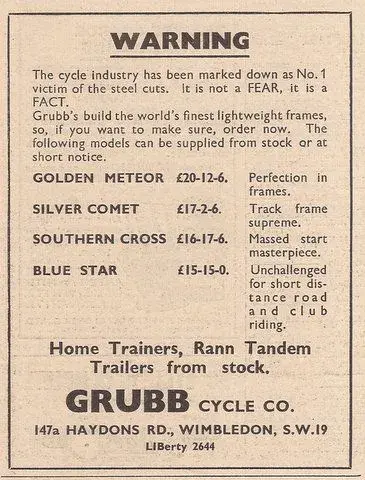 WARNING
The cycle industry has been marked down as No. 1
victim of the steel cuts. It is not a FEAR, it is a
FACT.
Grubb's build the world's finest lightweight frames,
so, if you want to make sure, order now. The
following models can be supplied from stock or at
short notice.
GOLDEN METEOR £20-12-6. Perfection in
frames.
SILVER COMET £17-2-6. Track frame
supreme.
SOUTHERN CROSS £16-17-6. Massed start
masterpiece.
BLUE STAR £15-15-0. Unchallenged
for short dis-
tance road
and club
riding.
Home Trainers, Rann Tandem
Trailers from stock.
GRUBB CYCLE CO.
147a HAYDONS RD., WIMBLEDON, S.W.19
LIBerty 2644